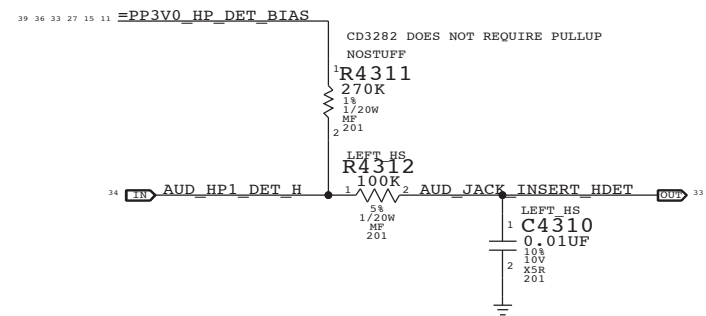 39 36 33 27 15 11 =PP3V0_HP_DET_BIAS
CD3282 DOES NOT REQUIRE PULLUP
NOSTUFF
1 R4311
270K
1%
1/20W
MF
2 201
LEFT_HS
R4312
34 IN AUD_HP1_DET_H 1 100K 2 AUD_JACK_INSERT_HDET OUT 33
5%
1/20W
MF
201
LEFT_HS
1 C4310
0.01UF
10%
10V
2 X5R
201